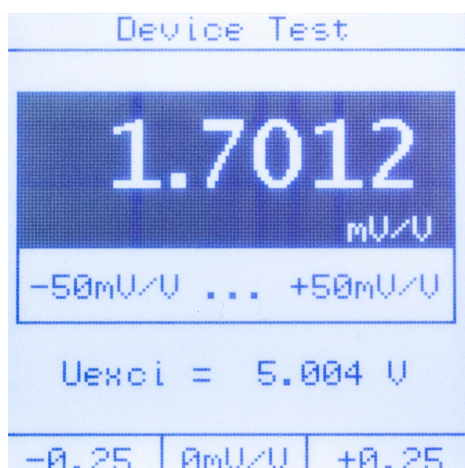 Device Test
1.7012
mV/V
-50mV/V ... +50mV/V
Uexci = 5.004 V
-0.25 0mV/V +0.25